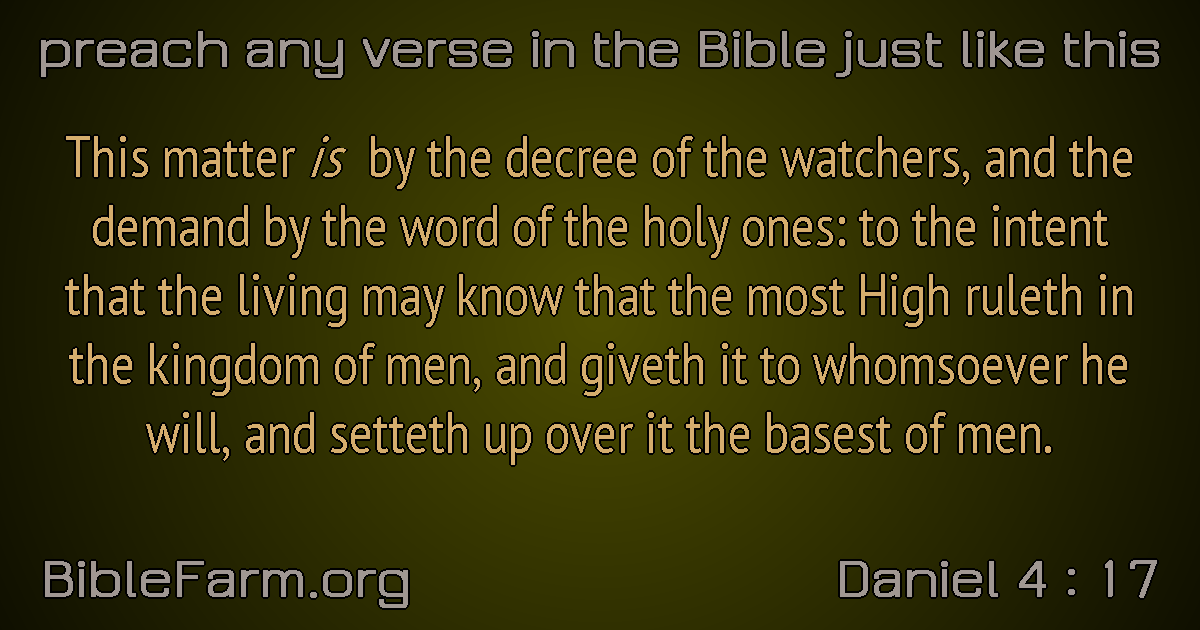 preach any verse in the Bible just like this
This matter is by the decree of the watchers, and the
demand by the word of the holy ones: to the intent
that the living may know that the most High ruleth in
the kingdom of men, and giveth it to whomsoever he
will, and setteth up over it the basest of men.
BibleFarm.org
Daniel 4 : 17